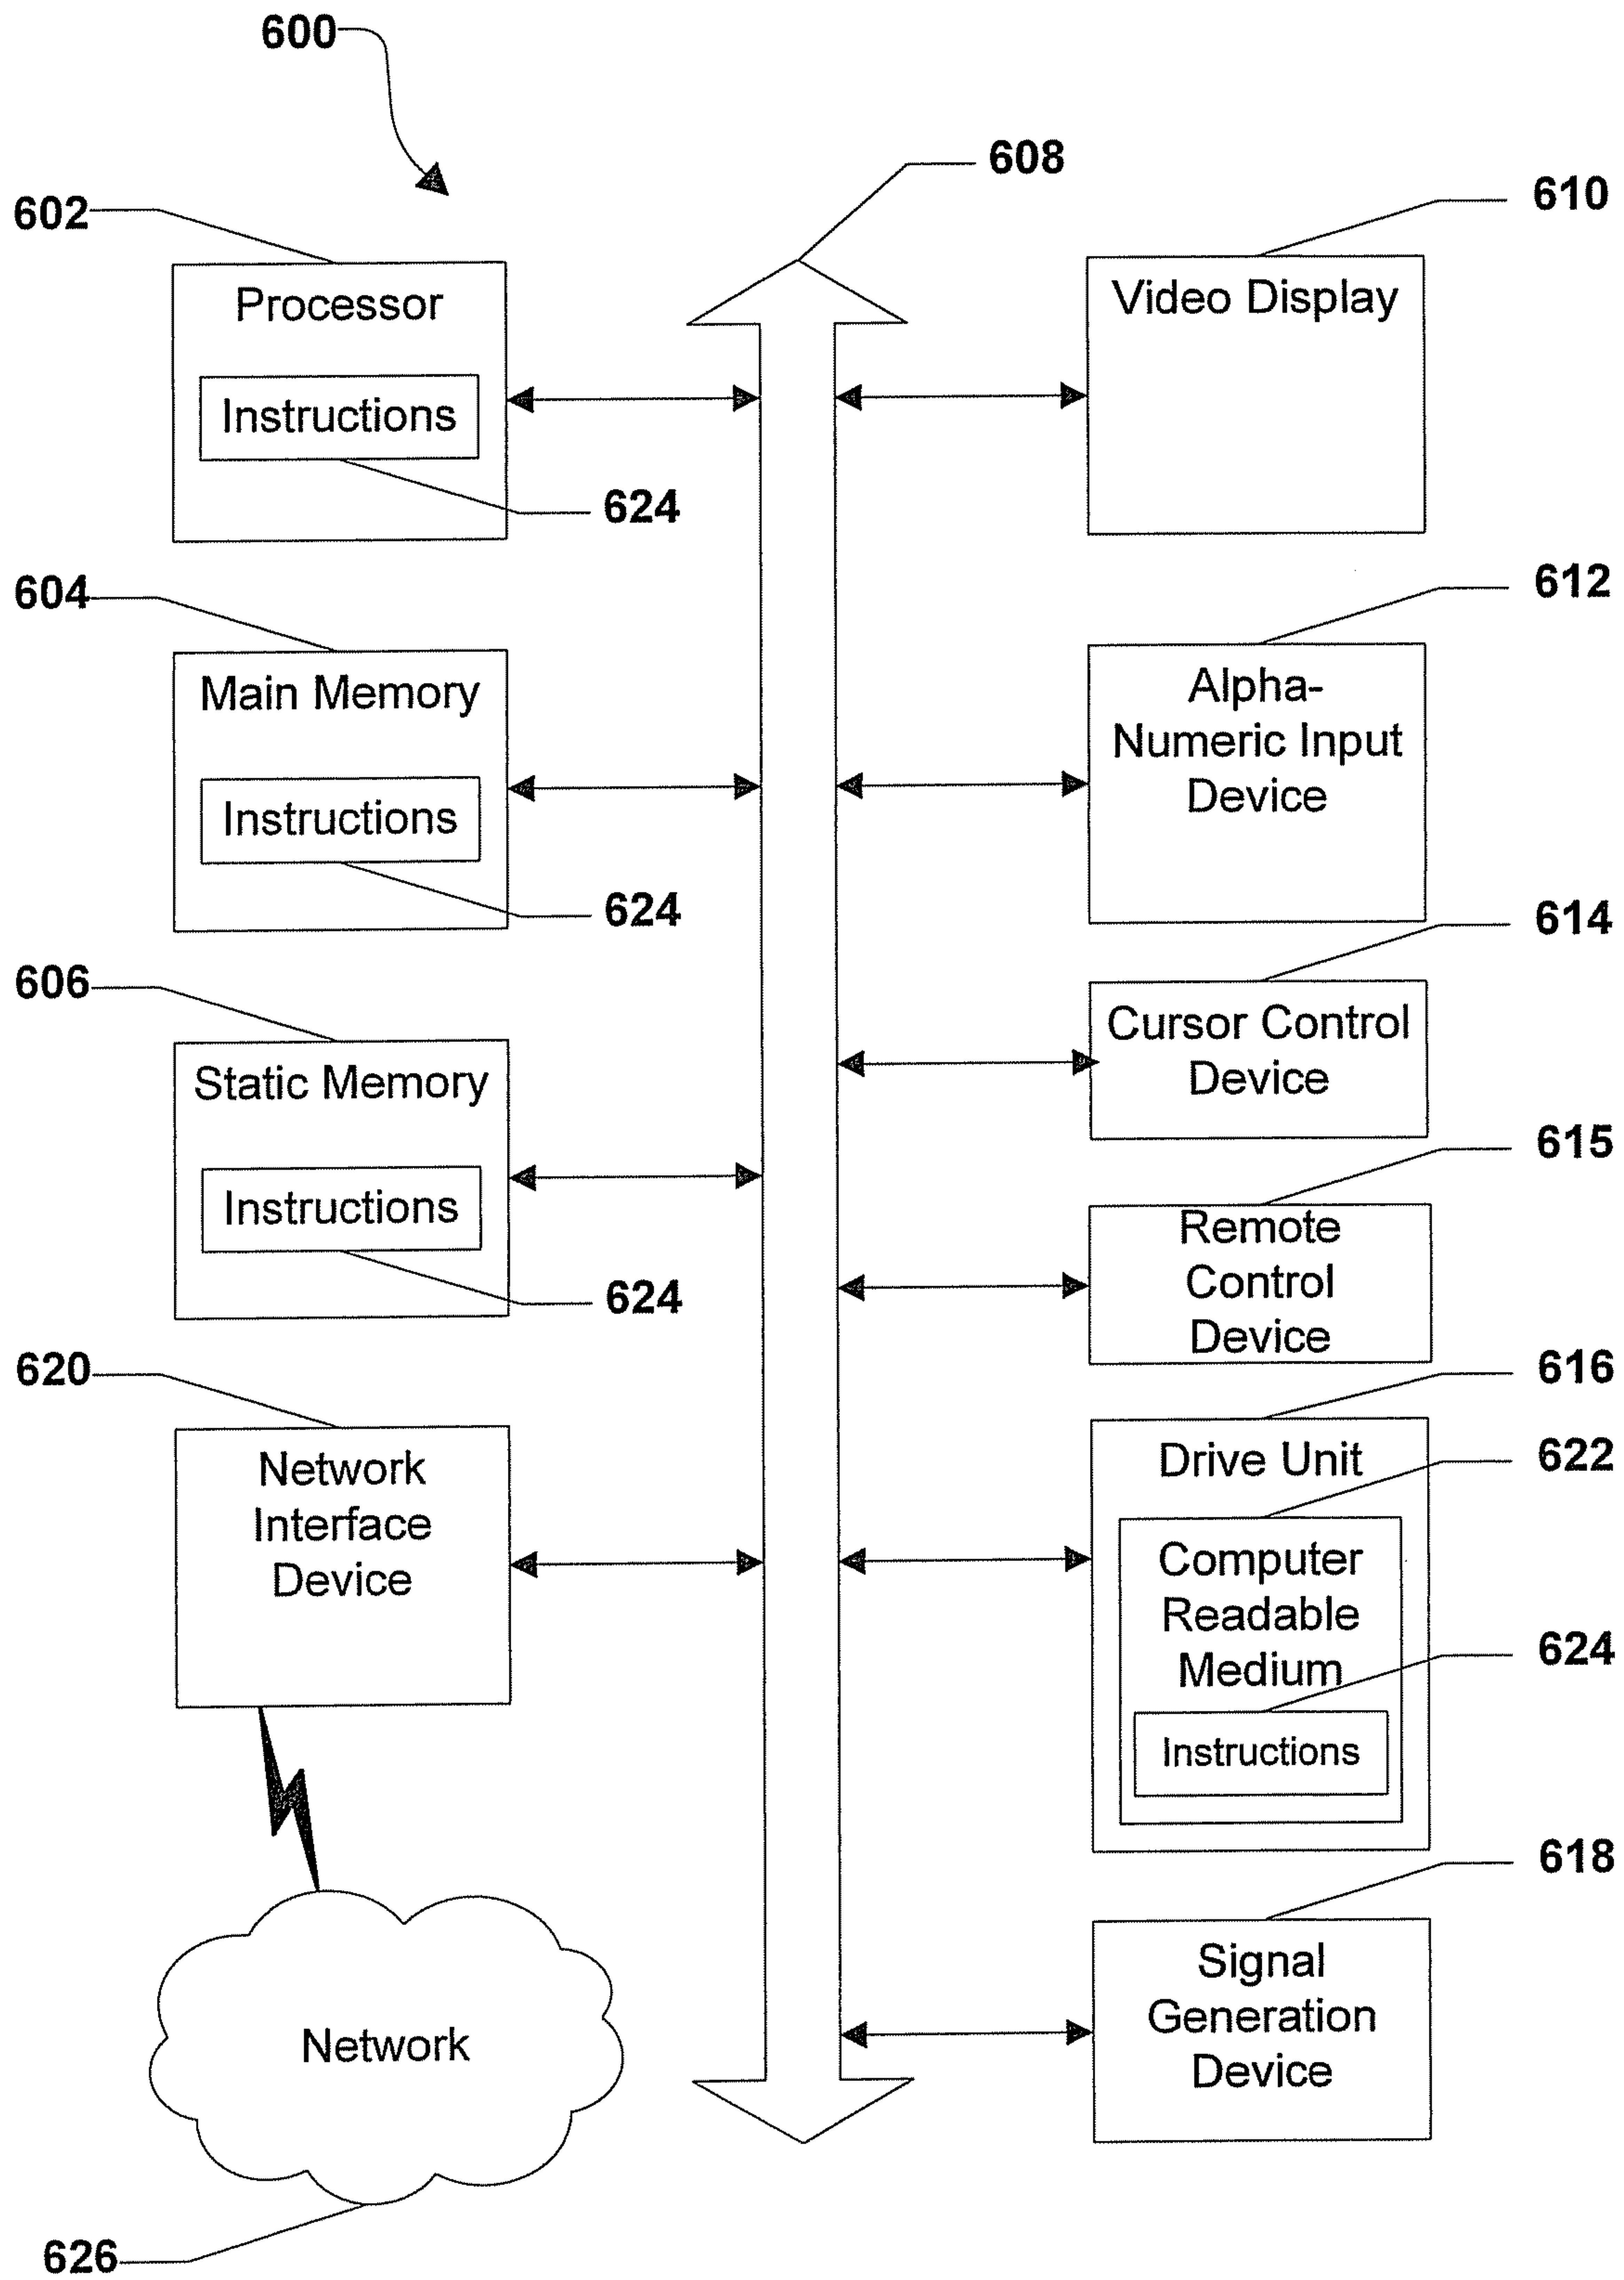 600
608
602
610
Processor
Instructions
624
Video Display
604
612
Main Memory
Instructions
624
Alpha-
Numeric Input
Device
606
614
Static Memory
Instructions
624
Cursor Control
Device
615
Remote
Control
Device
620
616
Network
Interface
Device
Drive Unit
622
Computer
Readable
Medium
624
Instructions
618
Signal
Generation
Device
Network
626